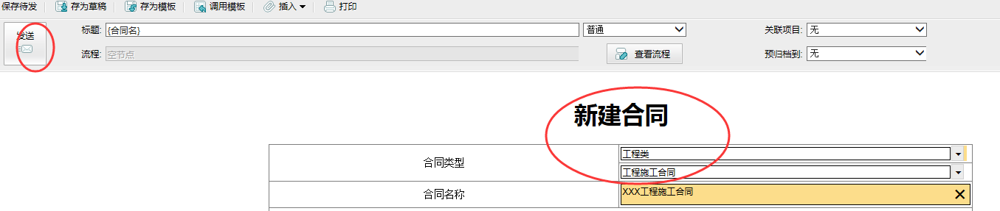 保存待发 存为草稿 存为模板 调用模板 插入 打印
发送 标题: {合同名} 普通 关联项目: 无
流程: 空节点 查看流程 预归档到: 无
新建合同
合同类型 工程类
工程施工合同
合同名称 XXX工程施工合同